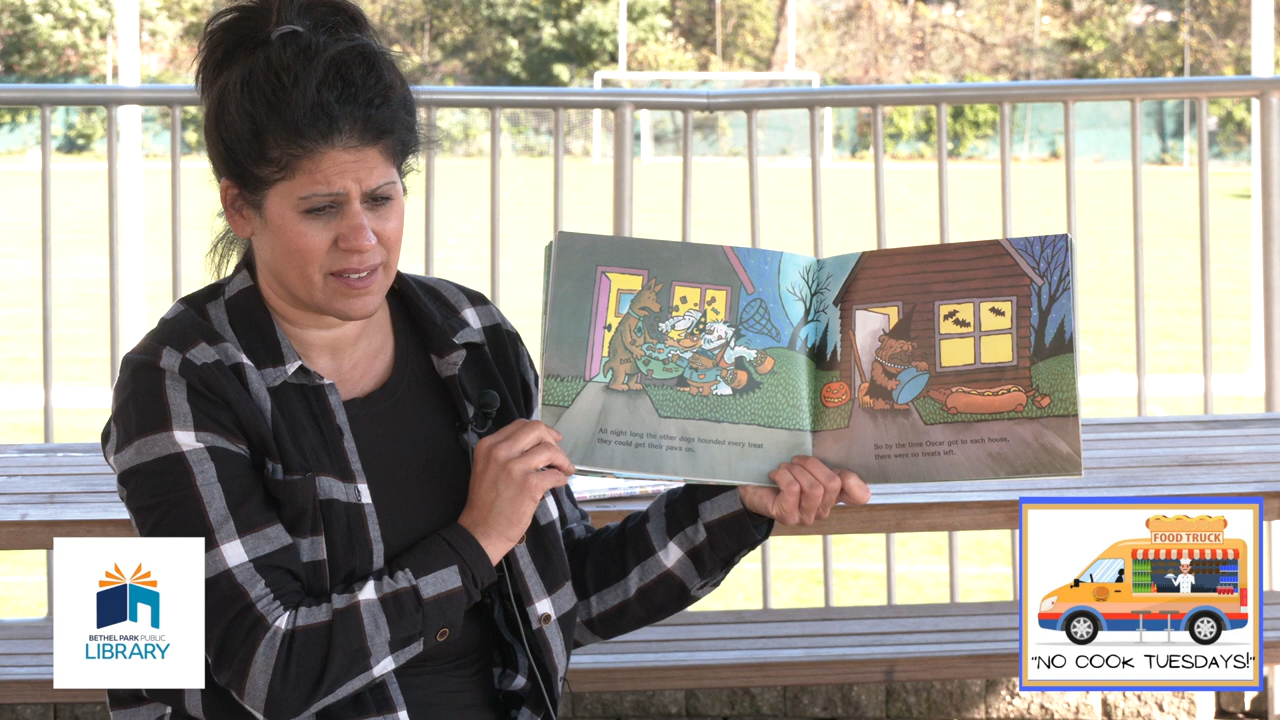 All night long the other dogs hounded every treat
they could get their paws on.
So by the time Oscar got to each house,
there were no treats left.
BETHEL PARK PUBLIC
LIBRARY
FOOD TRUCK
"NO COOK TUESDAYS!"